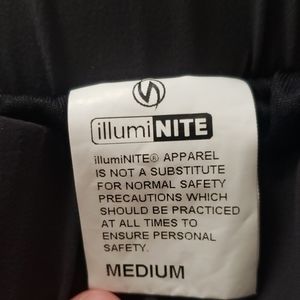 illumiNITE
illumiNITE® APPAREL
IS NOT A SUBSTITUTE
FOR NORMAL SAFETY
PRECAUTIONS WHICH
SHOULD BE PRACTICED
AT ALL TIMES TO
ENSURE PERSONAL
SAFETY.
MEDIUM